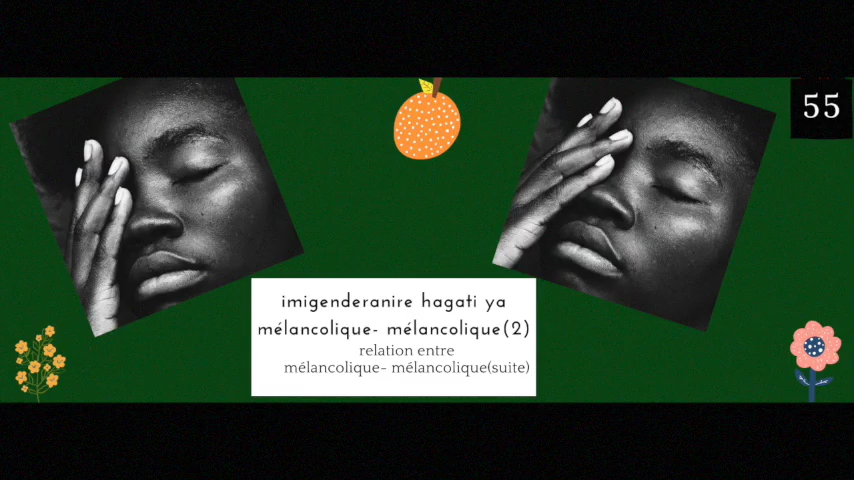 55
imigenderanire hagati ya
mélancolique- mélancolique(2)
relation entre
mélancolique- mélancolique(suite)